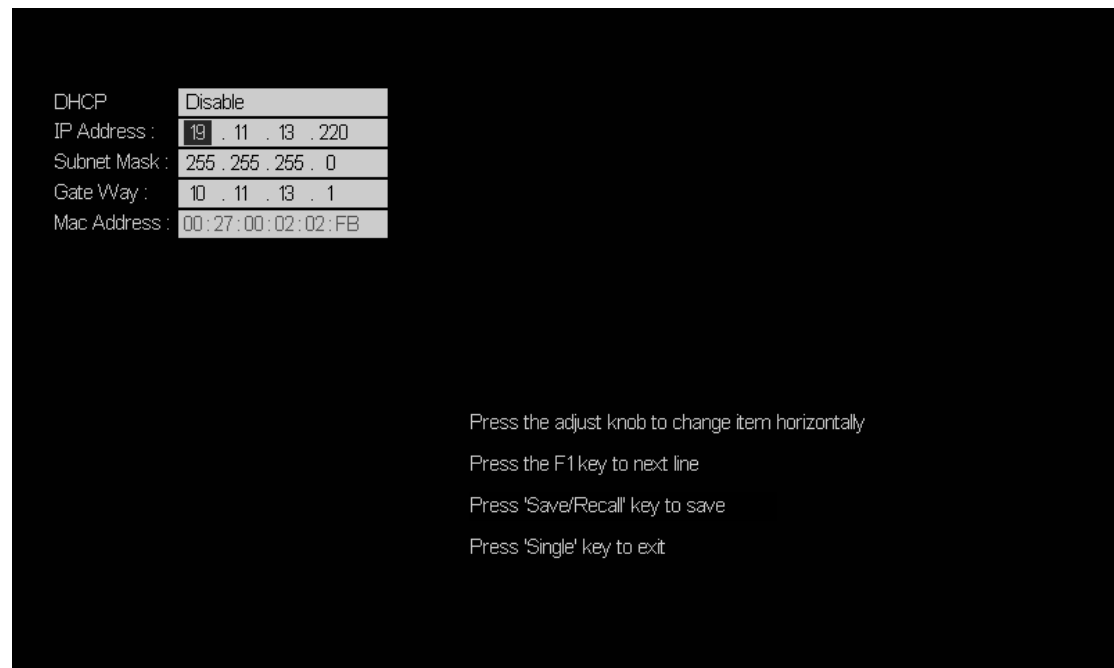 DHCP Disable
IP Address : 19 . 11 . 13 . 220
Subnet Mask : 255 . 255 . 255 . 0
Gate Way : 10 . 11 . 13 . 1
Mac Address : 00:27:00:02:02:FB
Press the adjust knob to change item horizontally
Press the F1 key to next line
Press 'Save/Recall' key to save
Press 'Single' key to exit